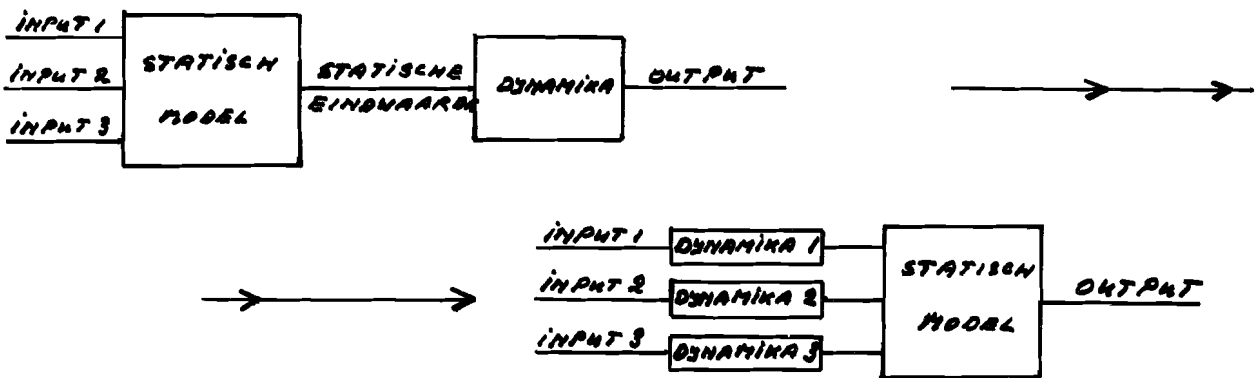 INPUT 1
INPUT 2
INPUT 3
STATISCH
MODEL
STATISCHE
EINDWAARDE
DYNAMIKA
OUTPUT
INPUT 1
INPUT 2
INPUT 3
DYNAMIKA 1
DYNAMIKA 2
DYNAMIKA 3
STATISCH
MODEL
OUTPUT